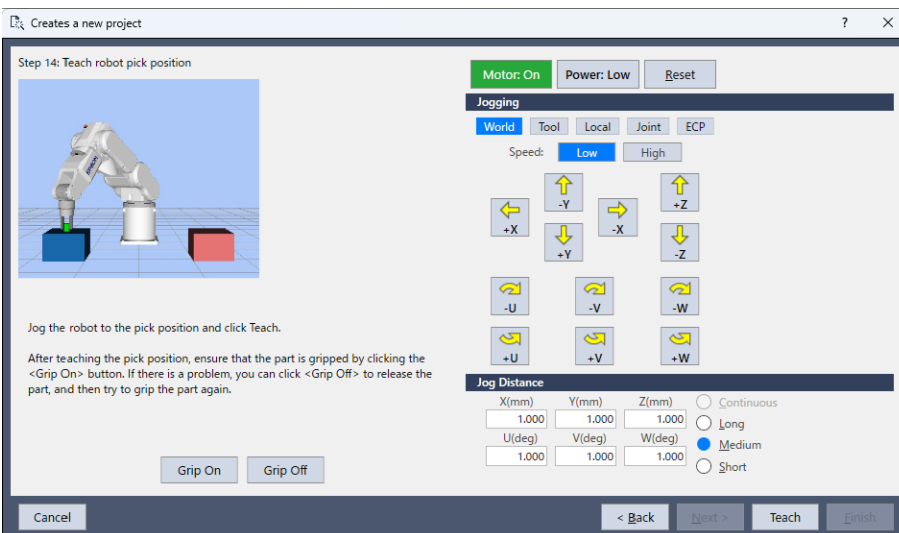 Creates a new project
?
Step 14: Teach robot pick position
EPSON
Jog the robot to the pick position and click Teach.
After teaching the pick position, ensure that the part is gripped by clicking the
<Grip On> button. If there is a problem, you can click <Grip Off> to release the
part, and then try to grip the part again.
Grip On Grip Off
Motor: On Power: Low Reset
Jogging
World Tool Local Joint ECP
Speed: Low High
-Y +Z
+X -X
+Y -Z
-U -V -W
+U +V +W
Jog Distance
X(mm) Y(mm) Z(mm) Continuous
1.000 1.000 1.000 Long
U(deg) V(deg) W(deg) Medium
1.000 1.000 1.000 Short
Cancel < Back Next > Teach Finish